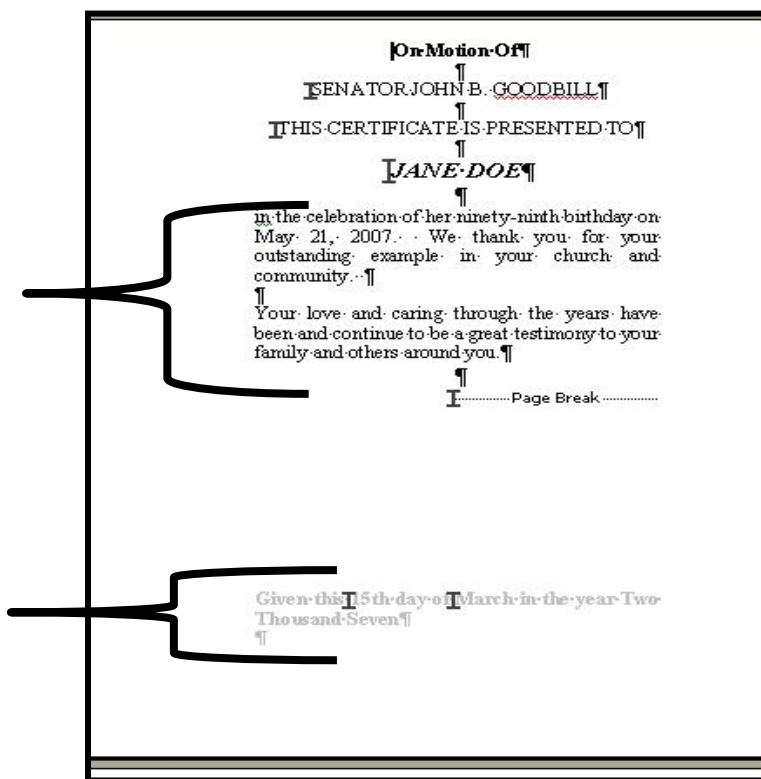 On Motion Of¶
¶
SENATOR JOHN B. GOODBILL¶
¶
THIS CERTIFICATE IS PRESENTED TO¶
¶
JANE DOE¶
¶
in the celebration of her ninety-ninth birthday on
May 21, 2007. We thank you for your
outstanding example in your church and
community. ¶
¶
Your love and caring through the years have
been and continue to be a great testimony to your
family and others around you.¶
¶
Page Break
Given this 15th day of March in the year Two
Thousand Seven¶
¶